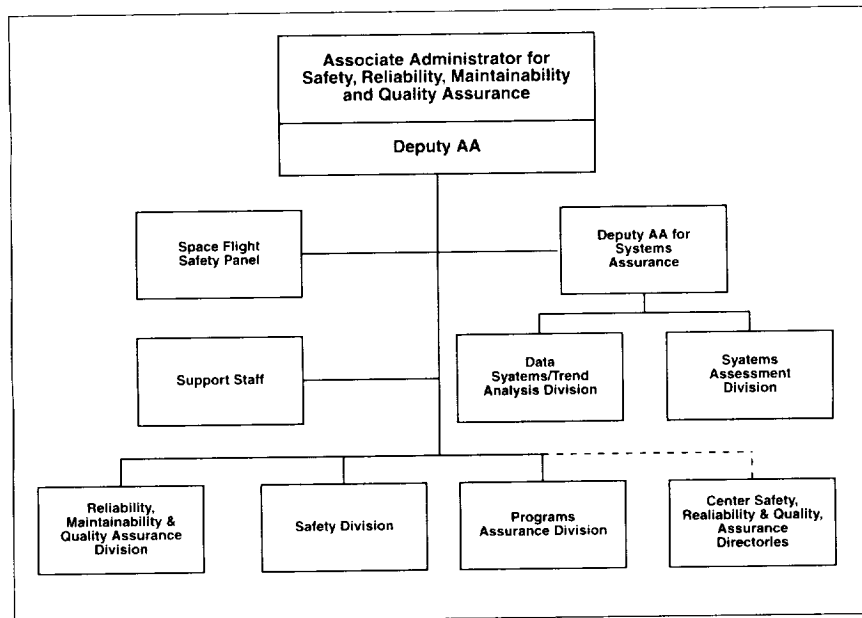 Associate Administrator for
Safety, Reliability, Maintainability
and Quality Assurance
Deputy AA
Space Flight
Safety Panel
Deputy AA for
Systems
Assurance
Support Staff
Data
Systems/Trend
Analysis Division
Systems
Assessment
Division
Reliability,
Maintainability &
Quality Assurance
Division
Safety Division
Programs
Assurance Division
Center Safety,
Realiability & Quality,
Assurance
Directories